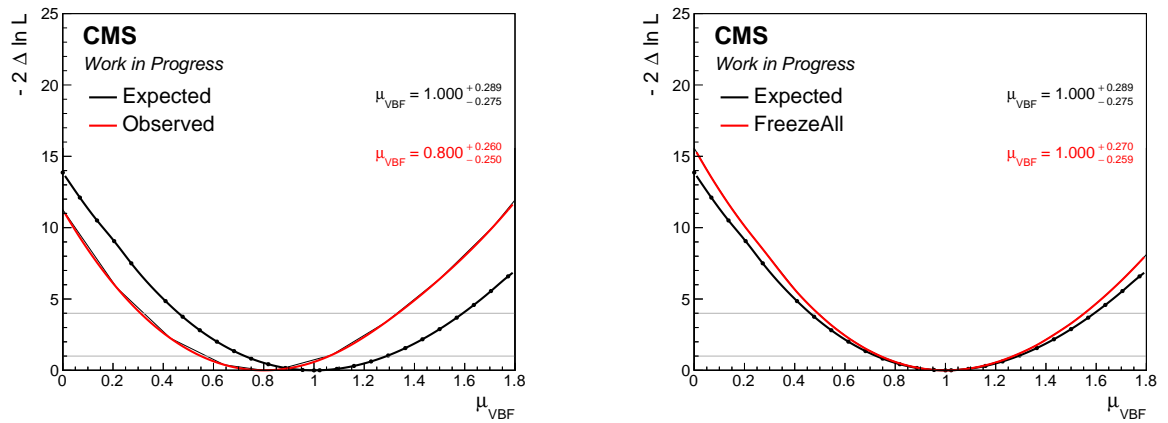 - 2 Δ ln L
25
20
15
10
5
0
CMS
Work in Progress
Expected
Observed
μVBF = 1.000 +0.289 −0.275
μVBF = 0.800 +0.260 −0.250
0 0.2 0.4 0.6 0.8 1 1.2 1.4 1.6 1.8
μVBF
- 2 Δ ln L
25
20
15
10
5
0
CMS
Work in Progress
Expected
FreezeAll
μVBF = 1.000 +0.289 −0.275
μVBF = 1.000 +0.270 −0.259
0 0.2 0.4 0.6 0.8 1 1.2 1.4 1.6 1.8
μVBF